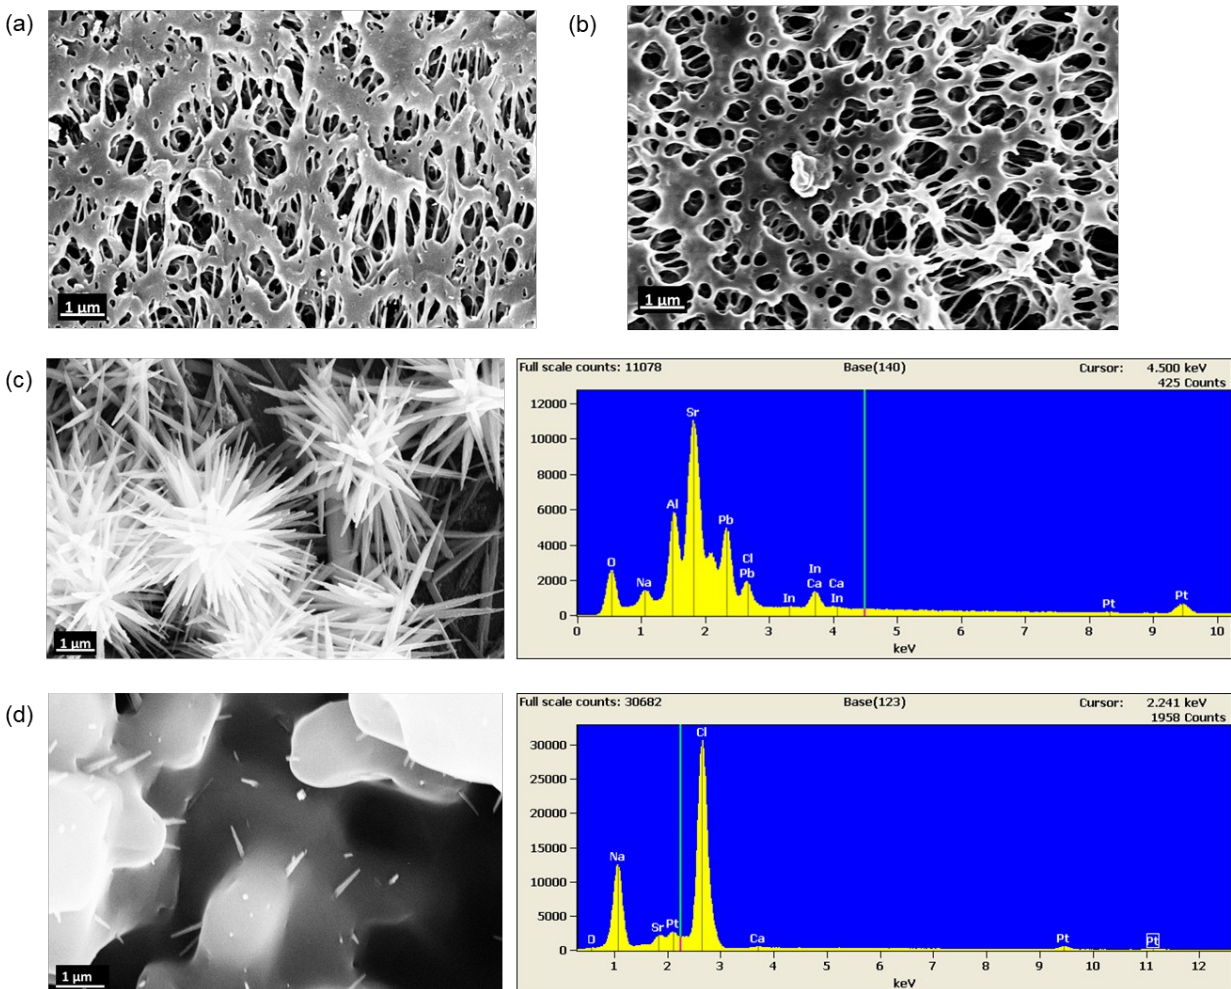 (a)
(b)
1 μm
1 μm
(c)
Full scale counts: 11078 Base(140) Cursor: 4.500 keV
425 Counts
12000
10000
8000
6000
4000
2000
0
Sr
Al
Pb
O
Na
Cl
Pb
In
Ca
Ca
In
In
Pt
Pt
0 1 2 3 4 5 6 7 8 9 10
keV
1 μm
(d)
Full scale counts: 30682 Base(123) Cursor: 2.241 keV
1958 Counts
30000
25000
20000
15000
10000
5000
0
Cl
Na
O
Sr
Pt
Ca
Pt
Pt
1 2 3 4 5 6 7 8 9 10 11 12
keV
1 μm